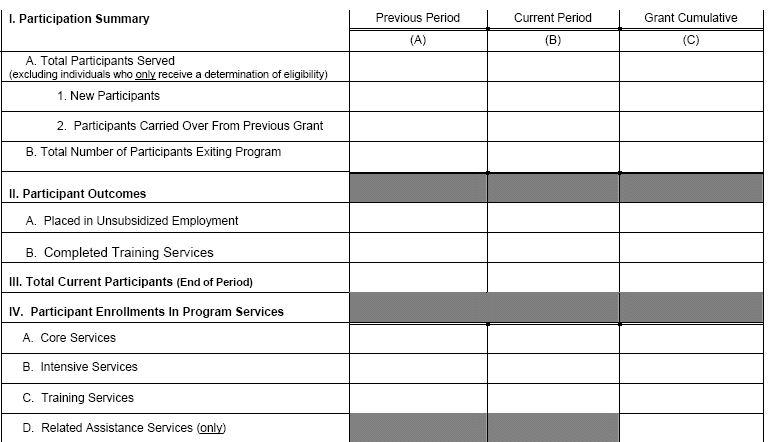 I. Participation Summary Previous Period Current Period Grant Cumulative
(A) (B) (C)
A. Total Participants Served
(excluding individuals who only receive a determination of eligibility)
1. New Participants
2. Participants Carried Over From Previous Grant
B. Total Number of Participants Exiting Program
II. Participant Outcomes
A. Placed in Unsubsidized Employment
B. Completed Training Services
III. Total Current Participants (End of Period)
IV. Participant Enrollments In Program Services
A. Core Services
B. Intensive Services
C. Training Services
D. Related Assistance Services (only)